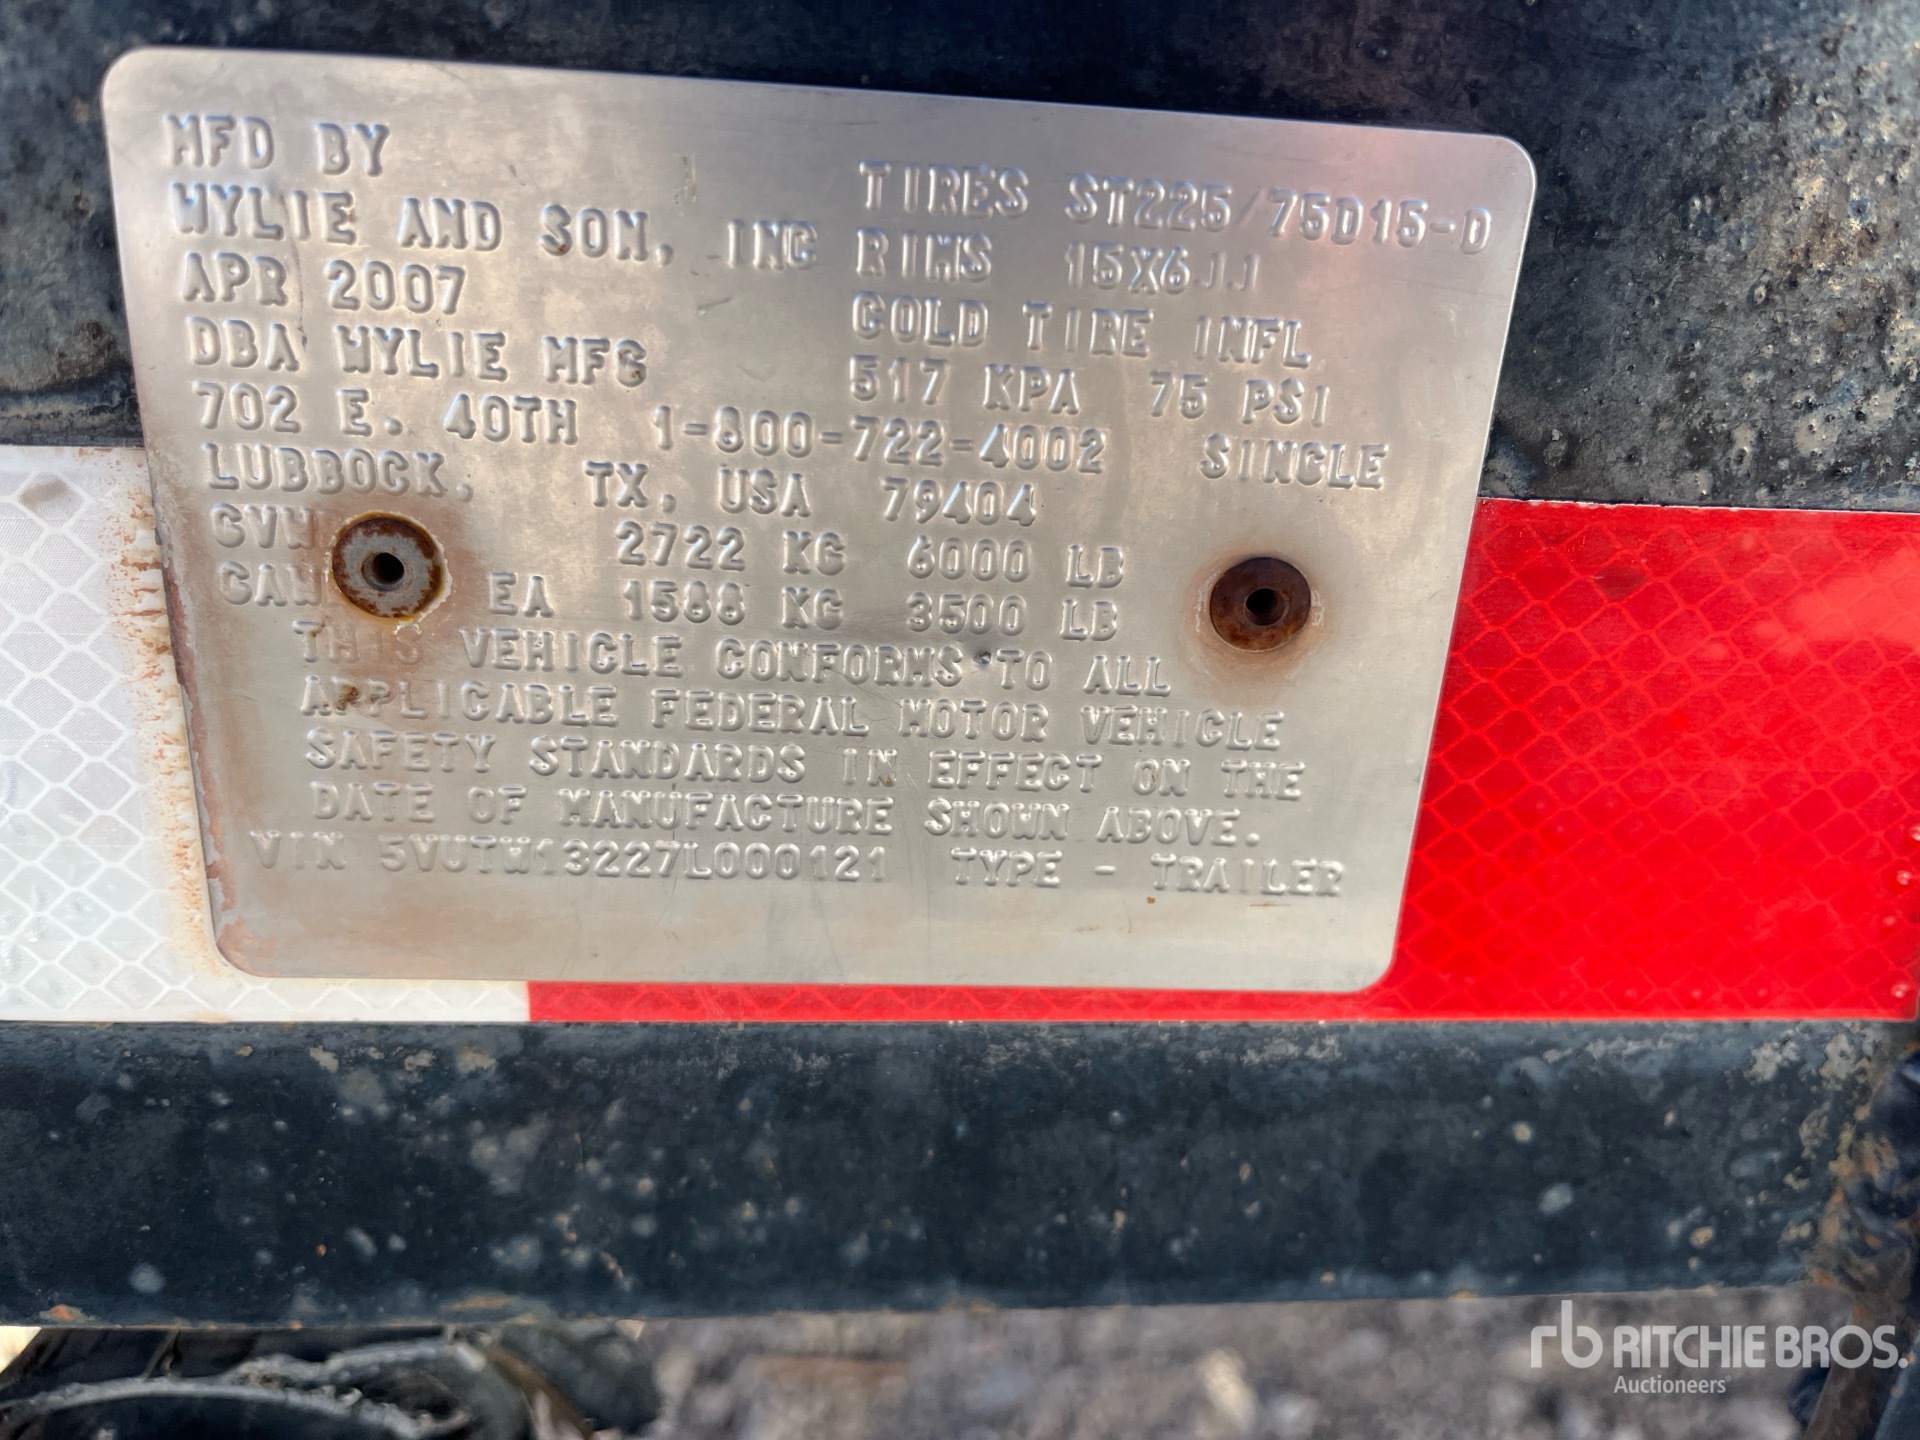 MFD BY
WYLIE AND SON, INC
APR 2007
DBA WYLIE MFG
702 E. 40TH 1-800-722-4002 SINGLE
LUBBOCK, TX, USA 79404
TIRES ST225/75D15-D
RIMS 15X6JJ
COLD TIRE INFL
517 KPA 75 PSI
2722 KG 6000 LB
EA 1588 KG 3500 LB
THIS VEHICLE CONFORMS TO ALL
APPLICABLE FEDERAL MOTOR VEHICLE
SAFETY STANDARDS IN EFFECT ON THE
DATE OF MANUFACTURE SHOWN ABOVE.
VIN 5VUTW13227L000121 TYPE - TRAILER
rb RITCHIE BROS.
Auctioneers